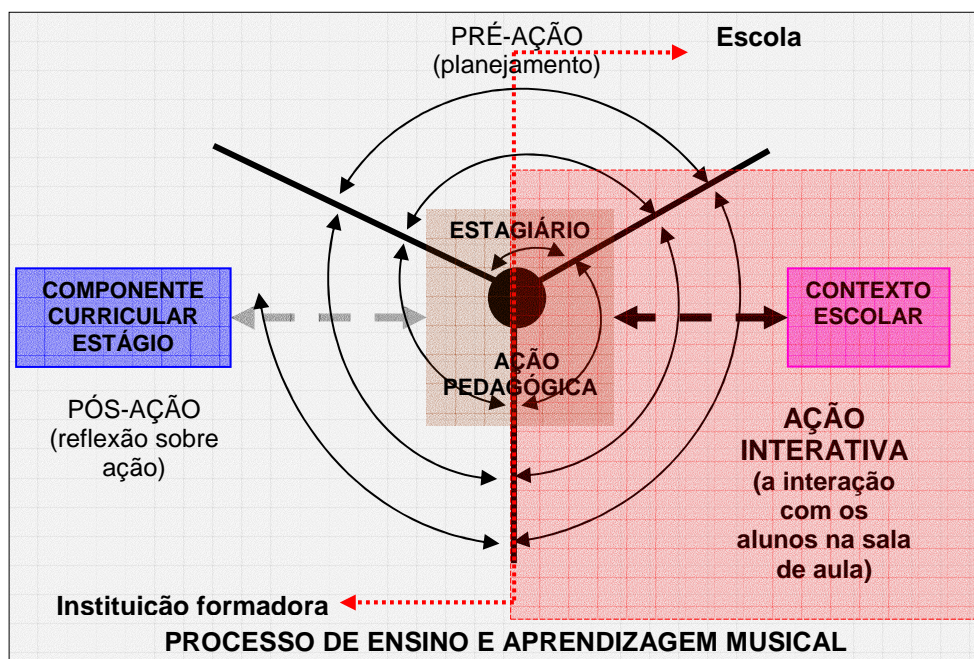 PRÉ-AÇÃO
(planejamento)
Escola
ESTAGIÁRIO
COMPONENTE
CURRICULAR
ESTÁGIO
CONTEXTO
ESCOLAR
AÇÃO
PEDAGÓGICA
PÓS-AÇÃO
(reflexão sobre
ação)
AÇÃO
INTERATIVA
(a interação
com os
alunos na sala
de aula)
Instituicão formadora
PROCESSO DE ENSINO E APRENDIZAGEM MUSICAL